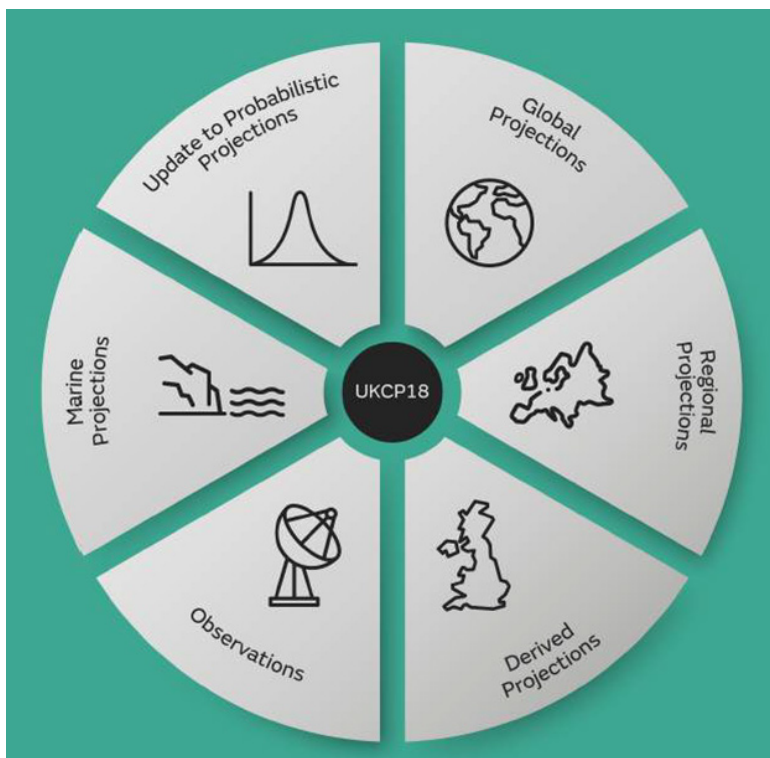 Update to Probabilistic
Projections
Global
Projections
Marine
Projections
UKCP18
Regional
Projections
Observations
Derived
Projections